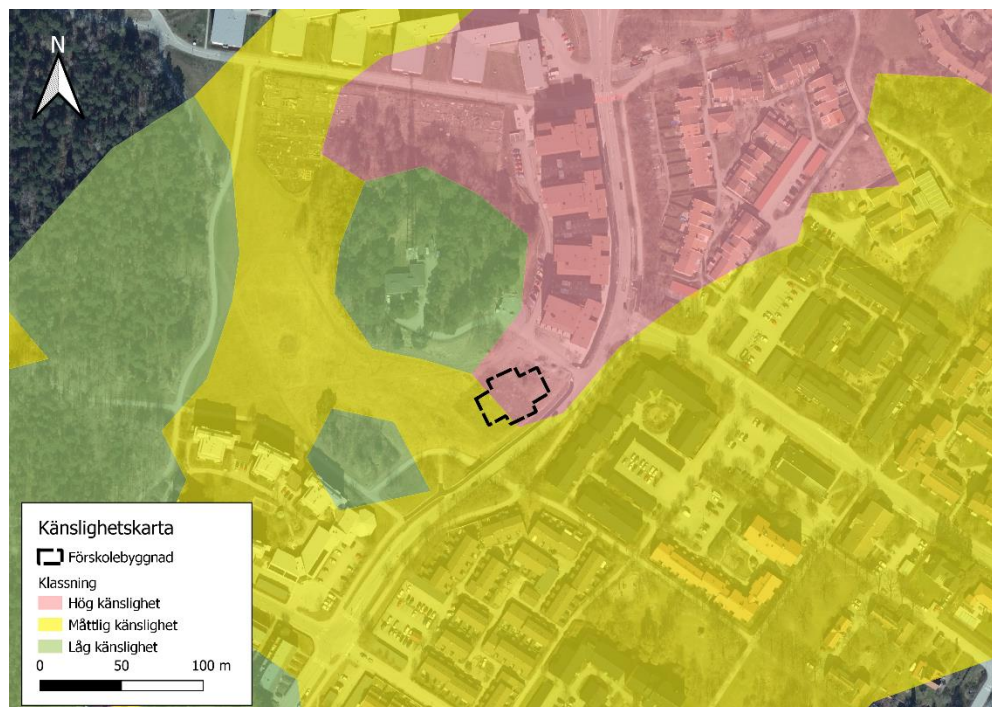 N
Känslighetskarta
Förskolebyggnad
Klassning
Hög känslighet
Måttlig känslighet
Låg känslighet
0 50 100 m